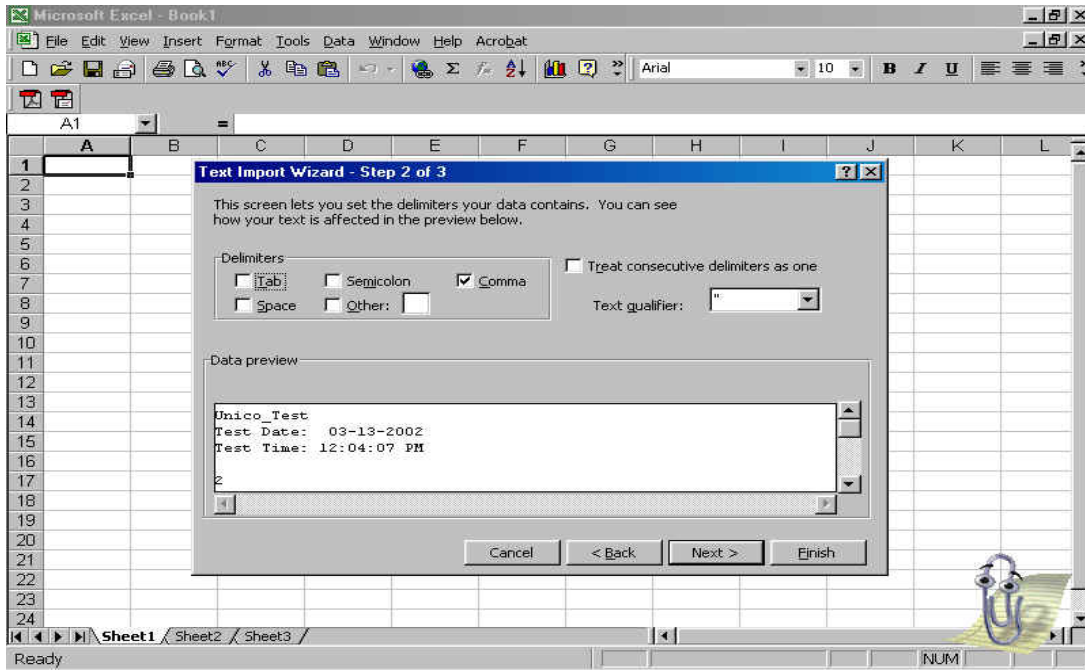 Microsoft Excel - Book1
File Edit View Insert Format Tools Data Window Help Acrobat
Arial 10 B I U
A1 =
A B C D E F G H I J K L
1
2
3
4
5
6
7
8
9
10
11
12
13
14
15
16
17
18
19
20
21
22
23
24
Text Import Wizard - Step 2 of 3
This screen lets you set the delimiters your data contains. You can see
how your text is affected in the preview below.
Delimiters
Tab Semicolon Comma
Space Other:
Treat consecutive delimiters as one
Text qualifier: "
Data preview
Unico_Test
Test Date: 03-13-2002
Test Time: 12:04:07 PM
2
Cancel < Back Next > Finish
Sheet1 Sheet2 Sheet3
Ready NUM